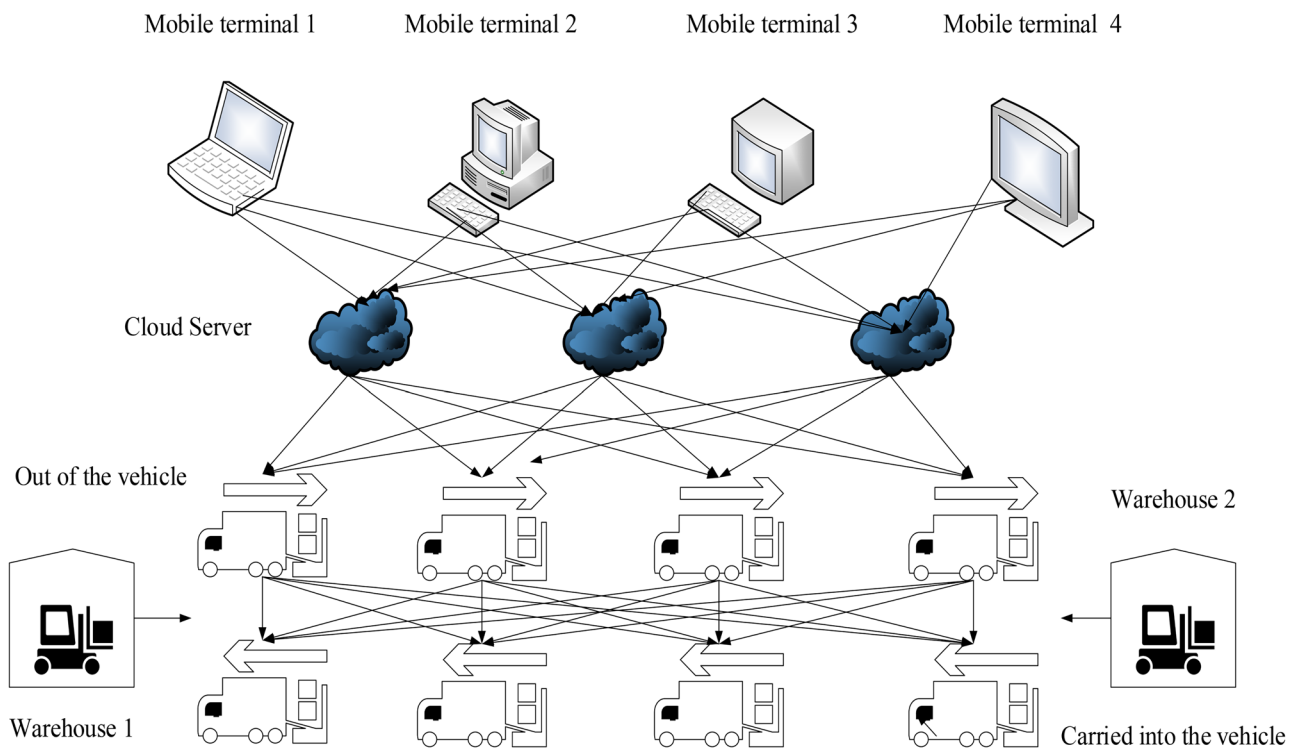 Mobile terminal 1
Mobile terminal 2
Mobile terminal 3
Mobile terminal 4
Cloud Server
Out of the vehicle
Warehouse 2
Warehouse 1
Carried into the vehicle